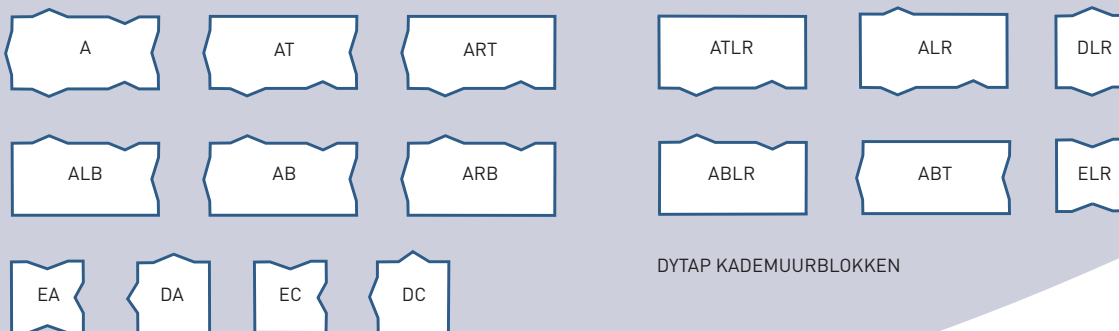 A AT ART ATLR ALR DLR
ALB AB ARB ABLR ABT ELR
DYTAP KADEMUURBLOKKEN
EA DA EC DC